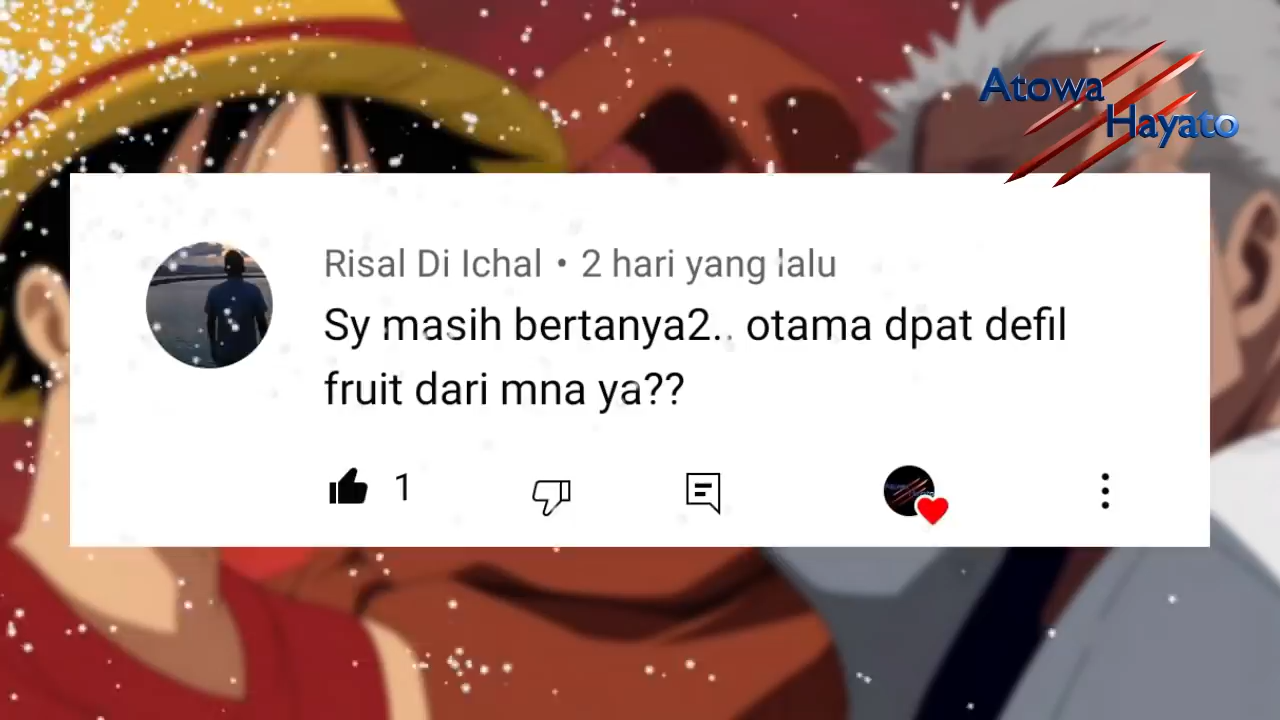 Atowa
Hayato
Risal Di Ichal • 2 hari yang lalu
Sy masih bertanya2.. otama dpat defil
fruit dari mna ya??
1